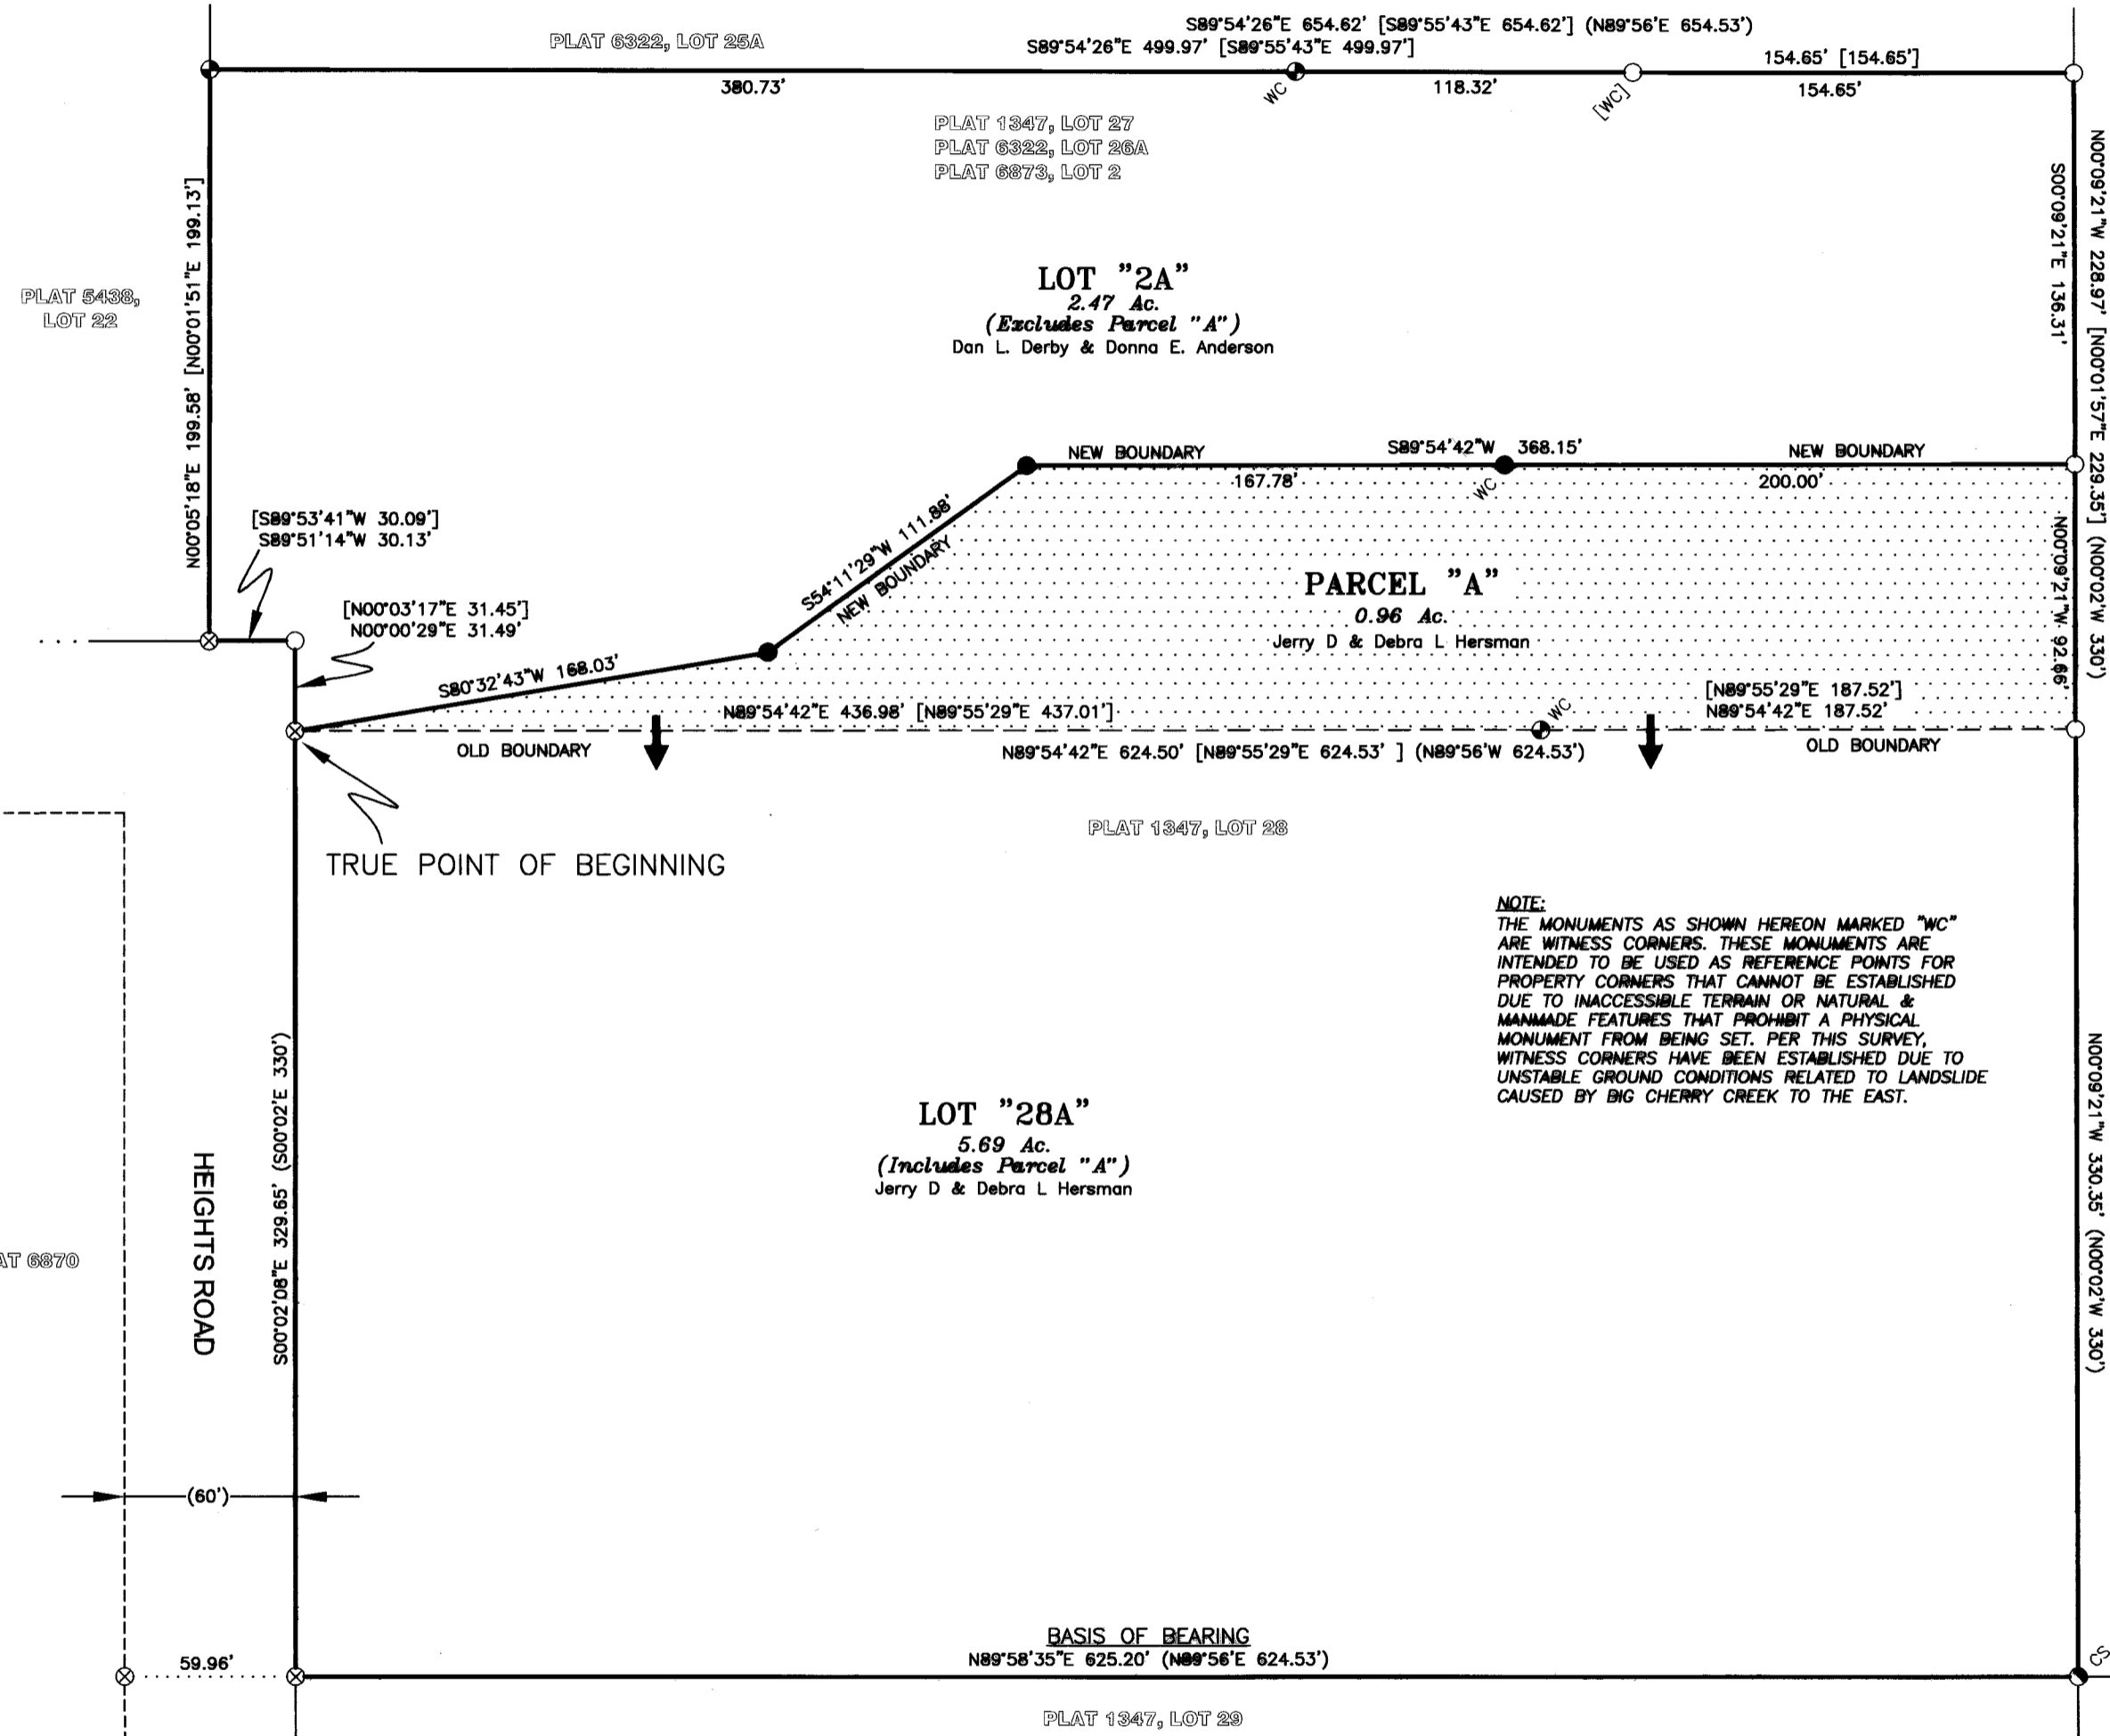 PLAT 6322, LOT 25A
S89°54'26"E 654.62' [S89°55'43"E 654.62'] (N89°56'E 654.53')
S89°54'26"E 499.97' [S89°55'43"E 499.97']
154.65' [154.65']
380.73'
WC
118.32'
[WC]
154.65'
PLAT 1347, LOT 27
PLAT 6322, LOT 26A
PLAT 6873, LOT 2
N00°05'18"E 199.58' [N00°01'51"E 199.13']
S00°09'21"E 136.31'
N00°09'21"W 228.97' [N00°01'57"E 229.35'] (N00°02'W 330')
PLAT 5438,
LOT 22
LOT "2A"
2.47 Ac.
(Excludes Parcel "A")
Dan L. Derby & Donna E. Anderson
NEW BOUNDARY
S89°54'42"W 368.15'
NEW BOUNDARY
167.78'
WC
200.00'
[S89°53'41"W 30.09']
S89°51'14"W 30.13'
S54°11'29"W 111.88'
NEW BOUNDARY
N00°09'21"W 92.66'
PARCEL "A"
0.96 Ac.
Jerry D & Debra L Hersman
[N00°03'17"E 31.45']
N00°00'29"E 31.49'
S80°32'43"W 168.03'
[N89°55'29"E 187.52']
N89°54'42"E 187.52'
N89°54'42"E 436.98' [N89°55'29"E 437.01']
WC
OLD BOUNDARY
N89°54'42"E 624.50' [N89°55'29"E 624.53' ] (N89°56'W 624.53')
OLD BOUNDARY
PLAT 1347, LOT 28
TRUE POINT OF BEGINNING
NOTE:
THE MONUMENTS AS SHOWN HEREON MARKED "WC"
ARE WITNESS CORNERS. THESE MONUMENTS ARE
INTENDED TO BE USED AS REFERENCE POINTS FOR
PROPERTY CORNERS THAT CANNOT BE ESTABLISHED
DUE TO INACCESSIBLE TERRAIN OR NATURAL &
MANMADE FEATURES THAT PROHIBIT A PHYSICAL
MONUMENT FROM BEING SET. PER THIS SURVEY,
WITNESS CORNERS HAVE BEEN ESTABLISHED DUE TO
UNSTABLE GROUND CONDITIONS RELATED TO LANDSLIDE
CAUSED BY BIG CHERRY CREEK TO THE EAST.
S00°02'08"E 329.65' (S00°02'E 330')
N00°09'21"W 330.35' (N00°02'W 330')
LOT "28A"
5.69 Ac.
(Includes Parcel "A")
Jerry D & Debra L Hersman
HEIGHTS ROAD
AT 6870
(60')
BASIS OF BEARING
N89°58'35"E 625.20' (N89°56'E 624.53')
59.96'
CS
PLAT 1347, LOT 29